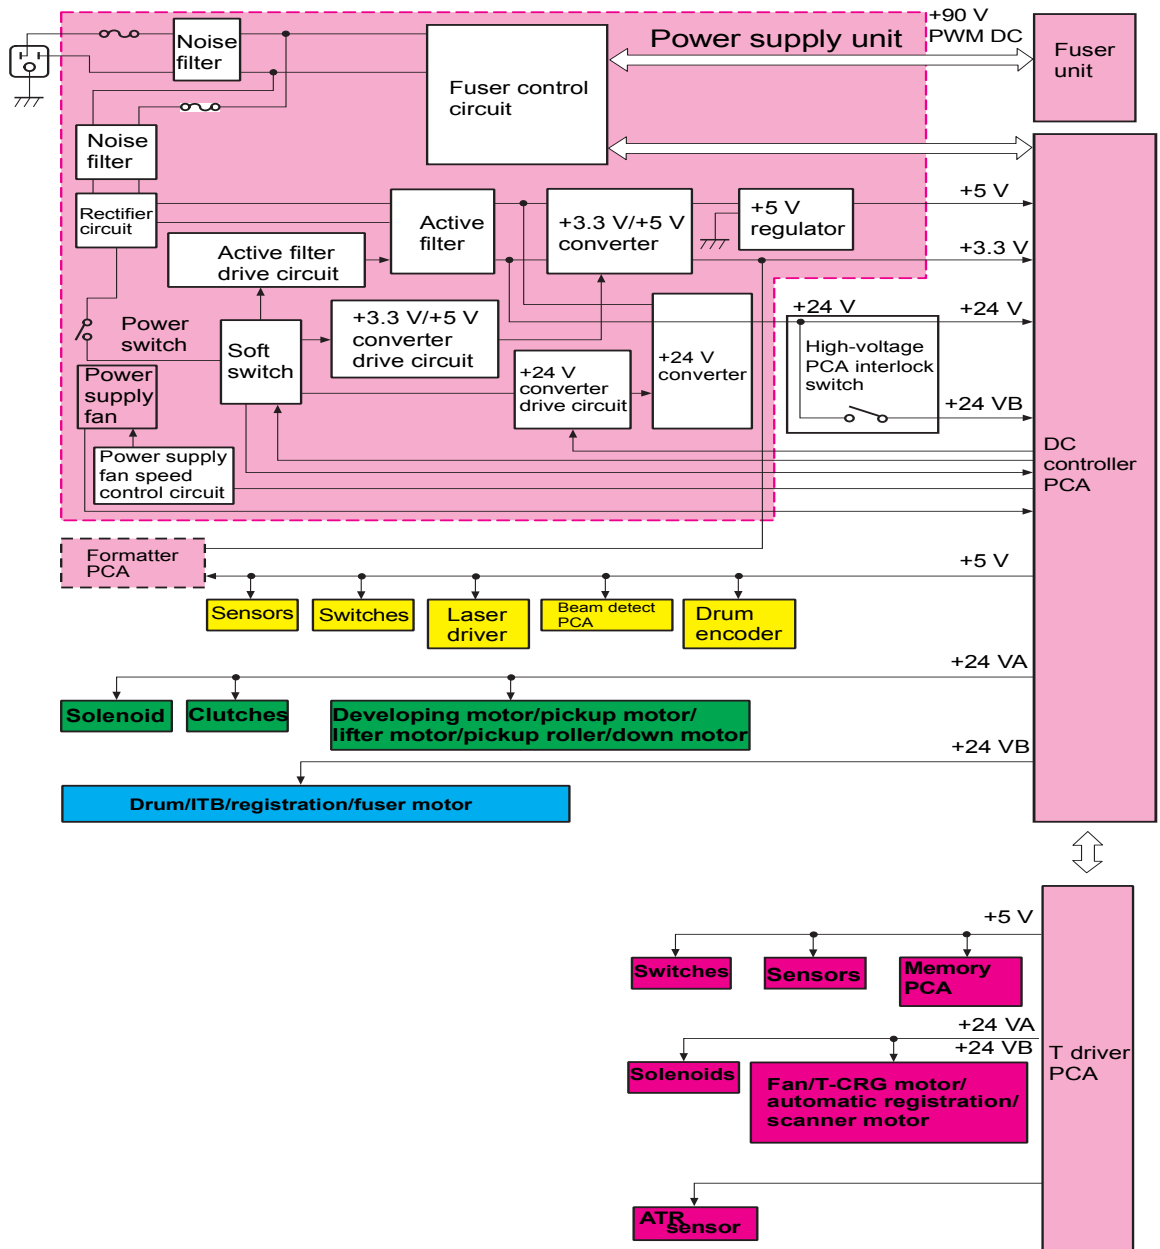 +90 V
PWM DC
Power supply unit
Noise
filter
Fuser control
circuit
Fuser
unit
Noise
filter
Rectifier
circuit
Active
filter
+3.3 V/+5 V
converter
+5 V
regulator
+5 V
+3.3 V
Active filter
drive circuit
+3.3 V/+5 V
converter
drive circuit
Power
switch
Soft
switch
+24 V
converter
+24 V
converter
drive circuit
+24 V
+24 V
High-voltage
PCA interlock
switch
+24 VB
Power
supply
fan
Power supply
fan speed
control circuit
DC
controller
PCA
Formatter
PCA
+5 V
Sensors
Switches
Laser
driver
Beam detect
PCA
Drum
encoder
+24 VA
Solenoid
Clutches
Developing motor/pickup motor/
lifter motor/pickup roller/down motor
+24 VB
Drum/ITB/registration/fuser motor
+5 V
Switches
Sensors
Memory
PCA
+24 VA
+24 VB
Solenoids
Fan/T-CRG motor/
automatic registration/
scanner motor
T driver
PCA
ATR
sensor